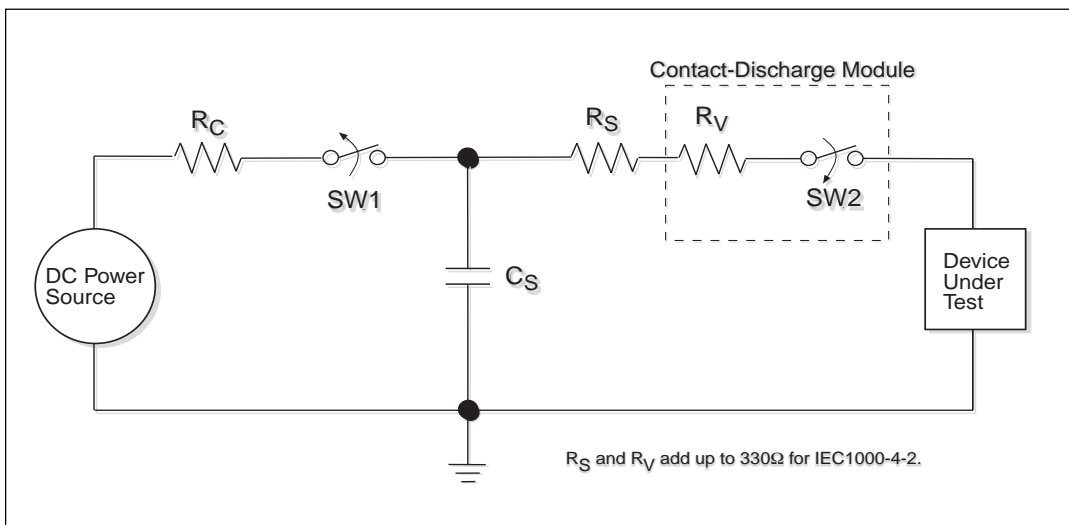 Contact-Discharge Module
RC
RS
RV
SW1
SW2
DC Power
Source
CS
Device
Under
Test
RS and RV add up to 330Ω for IEC1000-4-2.